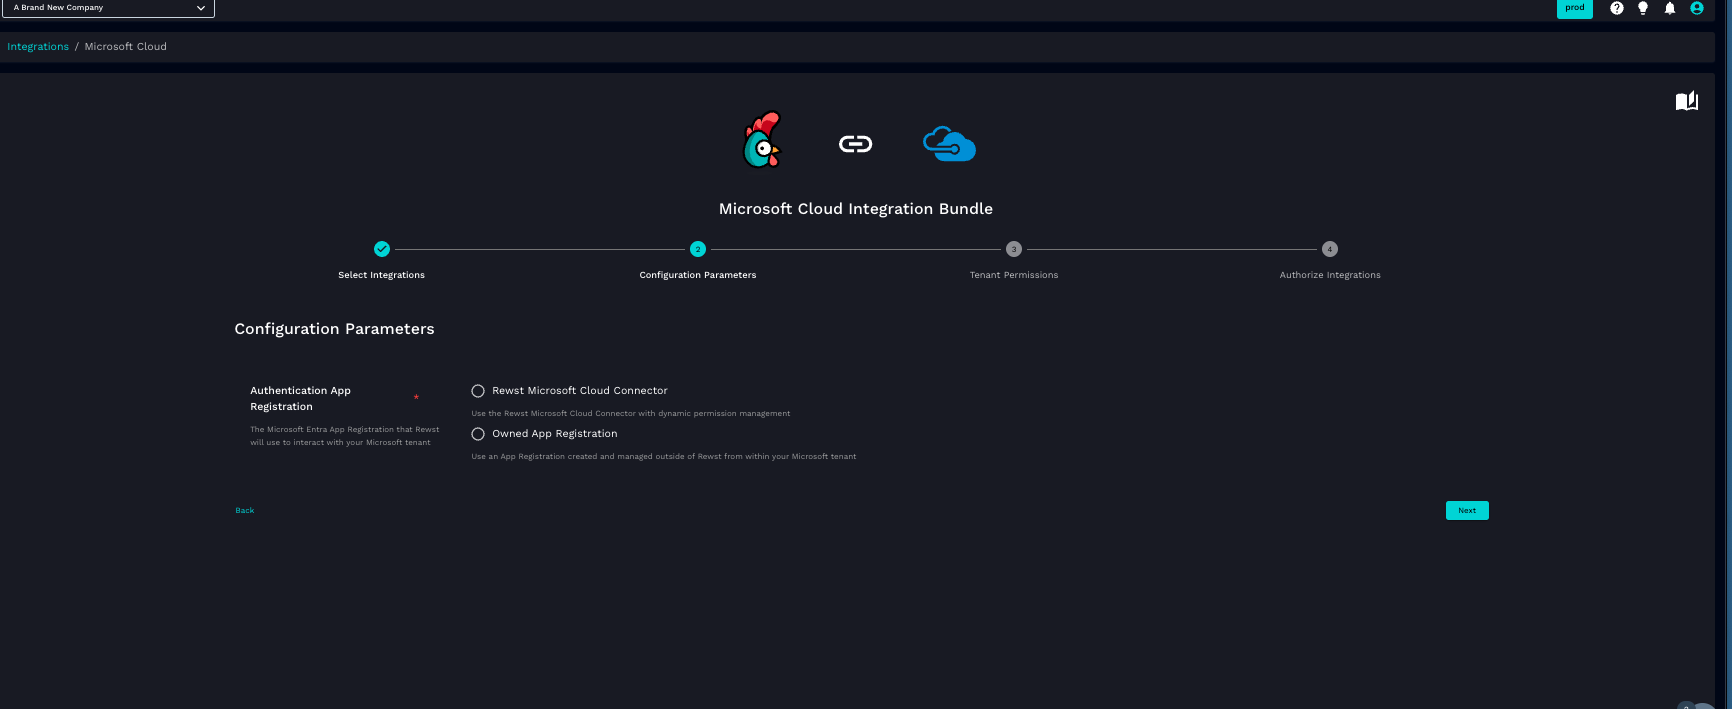 A Brand New Company
prod
Integrations / Microsoft Cloud
Microsoft Cloud Integration Bundle
2
3
4
Select Integrations
Configuration Parameters
Tenant Permissions
Authorize Integrations
Configuration Parameters
Authentication App
Registration
*
The Microsoft Entra App Registration that Rewst
will use to interact with your Microsoft tenant
Rewst Microsoft Cloud Connector
Use the Rewst Microsoft Cloud Connector with dynamic permission management
Owned App Registration
Use an App Registration created and managed outside of Rewst from within your Microsoft tenant
Back
Next